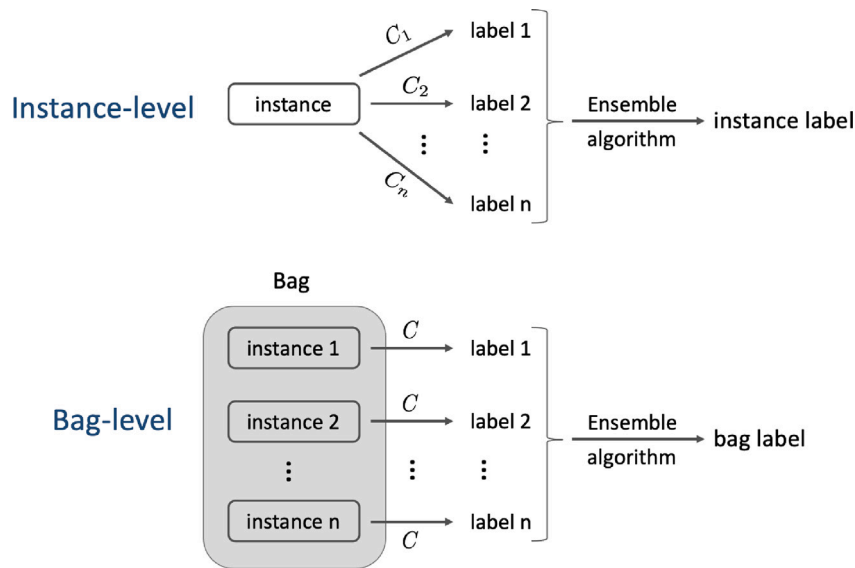 C₁
label 1
Instance-level
instance
C₂
label 2
Ensemble
algorithm
instance label
⋮ ⋮
Cₙ
label n
Bag
instance 1
C
label 1
Bag-level
instance 2
C
label 2
Ensemble
algorithm
bag label
⋮ ⋮ ⋮
instance n
C
label n